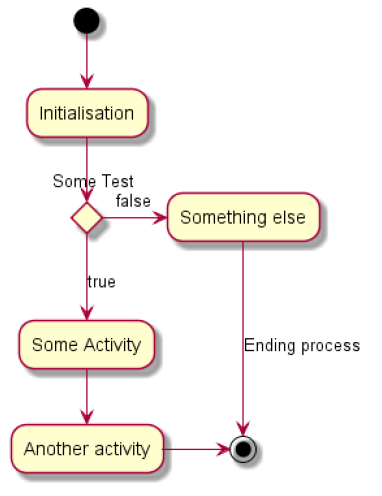 Initialisation
Some Test
false
Something else
true
Some Activity
Ending process
Another activity